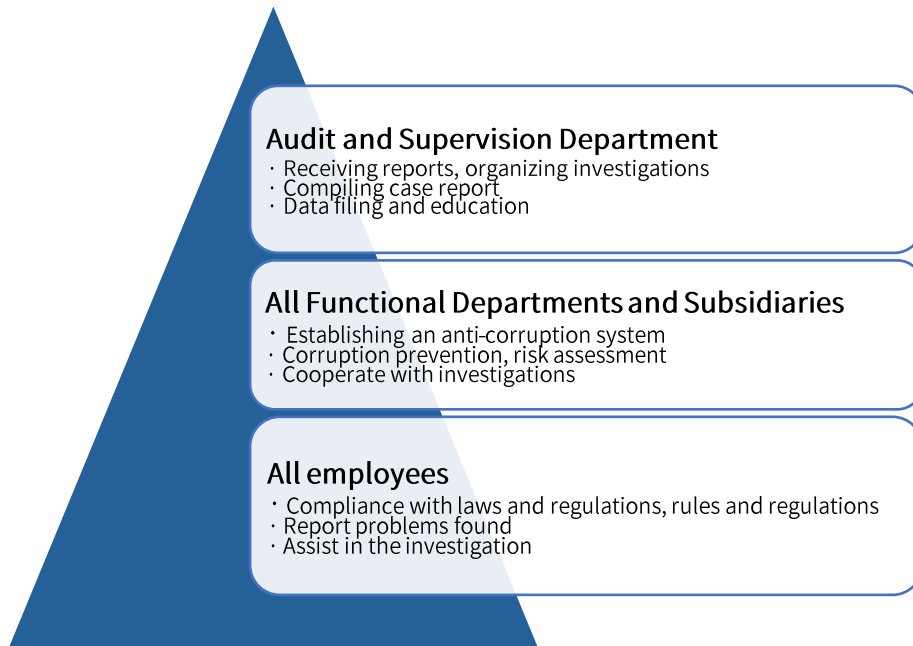 Audit and Supervision Department
· Receiving reports, organizing investigations
· Compiling case report
· Data filing and education
All Functional Departments and Subsidiaries
· Establishing an anti-corruption system
· Corruption prevention, risk assessment
· Cooperate with investigations
All employees
· Compliance with laws and regulations, rules and regulations
· Report problems found
· Assist in the investigation